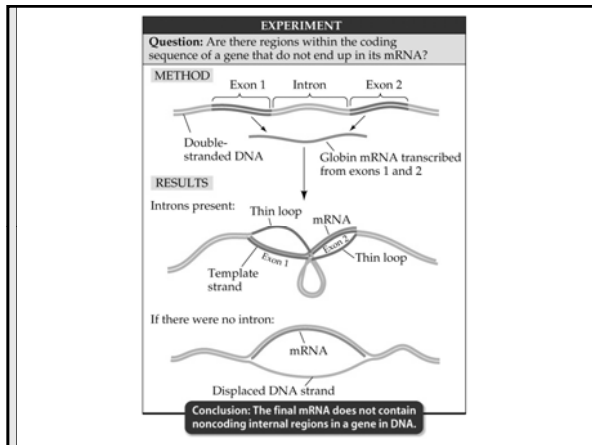 EXPERIMENT
Question: Are there regions within the coding
sequence of a gene that do not end up in its mRNA?
METHOD
Exon 1
Intron
Exon 2
Double-
stranded DNA
Globin mRNA transcribed
from exons 1 and 2
RESULTS
Introns present:
Thin loop
mRNA
Exon 1
Exon 2
Thin loop
Template
strand
If there were no intron:
mRNA
Displaced DNA strand
Conclusion: The final mRNA does not contain
noncoding internal regions in a gene in DNA.